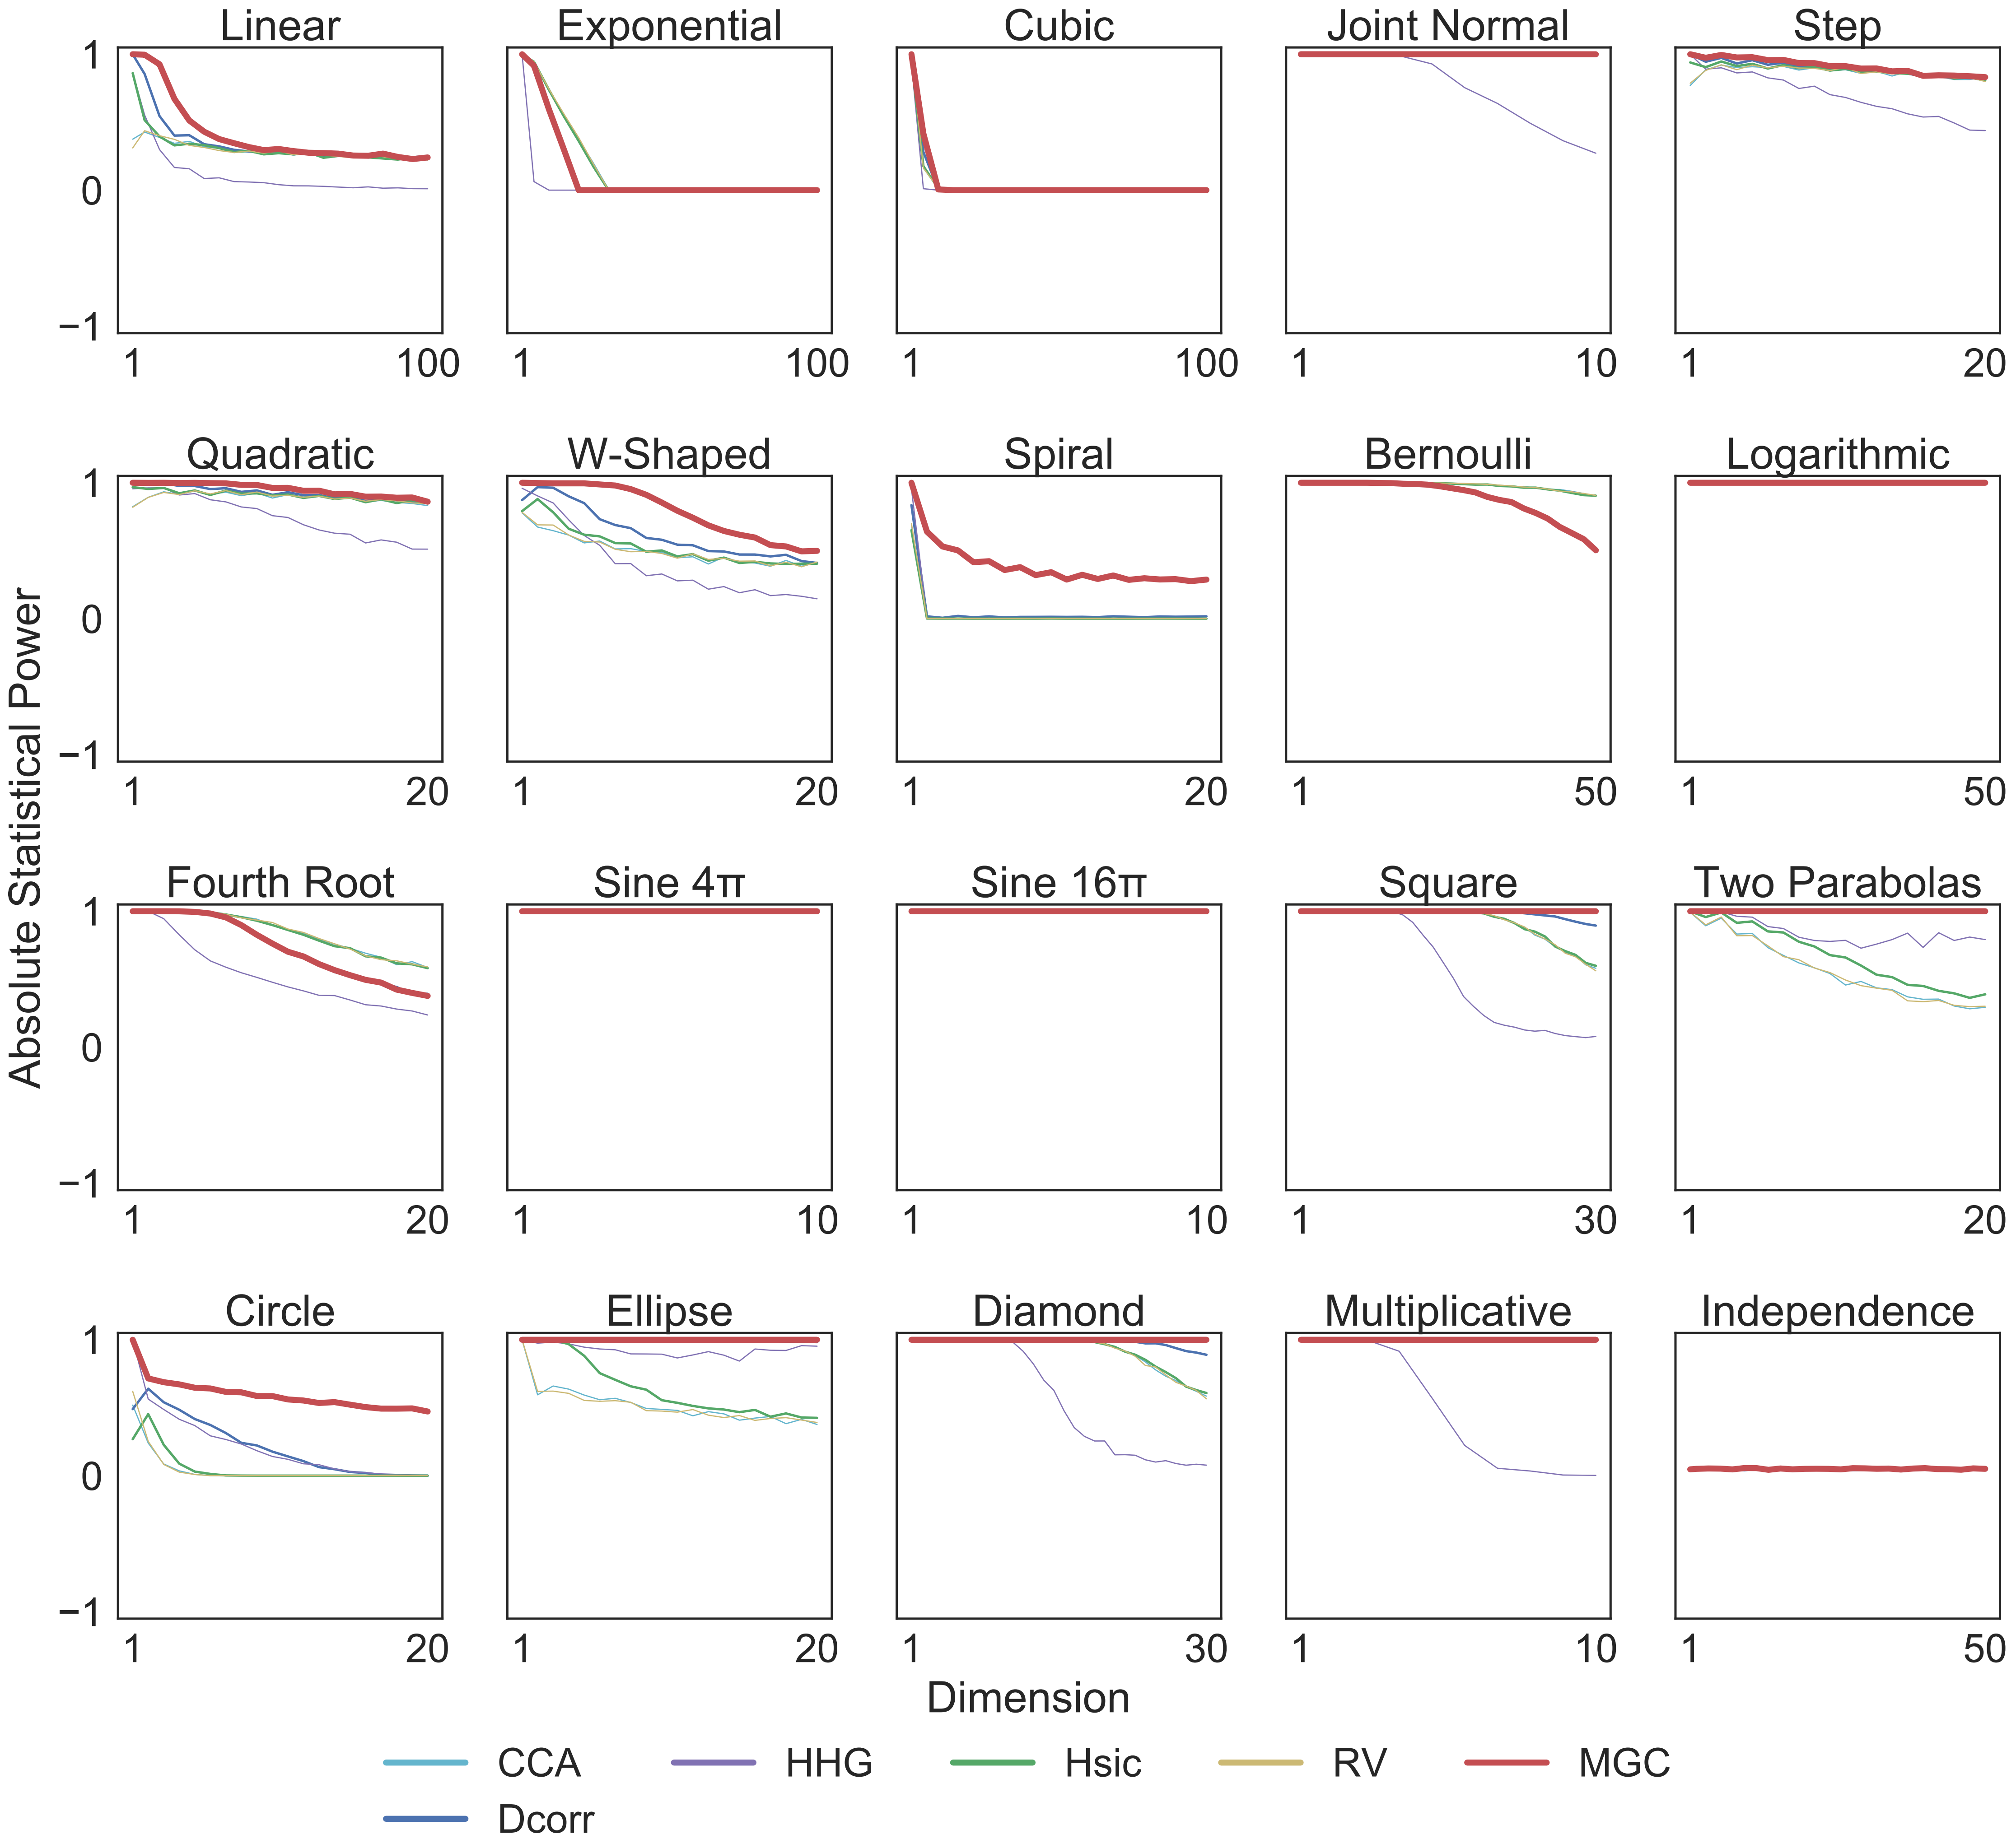 Linear Exponential Cubic Joint Normal Step
1
0
−1
1 100 1 100 1 100 1 10 1 20
Quadratic W-Shaped Spiral Bernoulli Logarithmic
1
0
−1
1 20 1 20 1 20 1 50 1 50
Absolute Statistical Power
Fourth Root Sine 4π Sine 16π Square Two Parabolas
1
0
−1
1 20 1 10 1 10 1 30 1 20
Circle Ellipse Diamond Multiplicative Independence
1
0
−1
1 20 1 20 1 30 1 10 1 50
Dimension
CCA HHG Hsic RV MGC
Dcorr